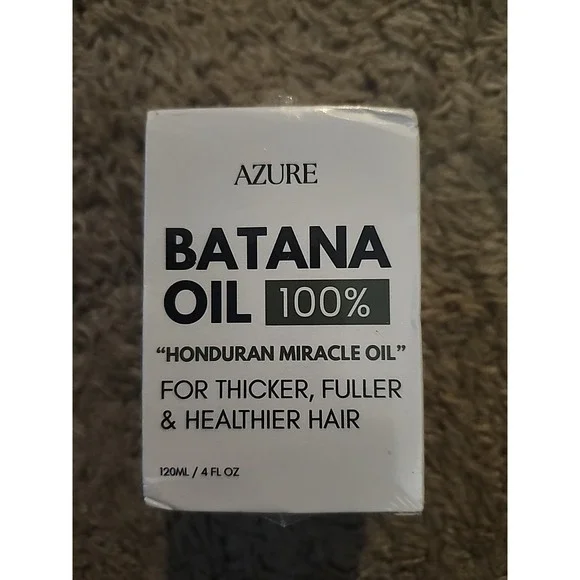 AZURE
BATANA
OIL 100%
“HONDURAN MIRACLE OIL”
FOR THICKER, FULLER
& HEALTHIER HAIR
120ML / 4 FL OZ